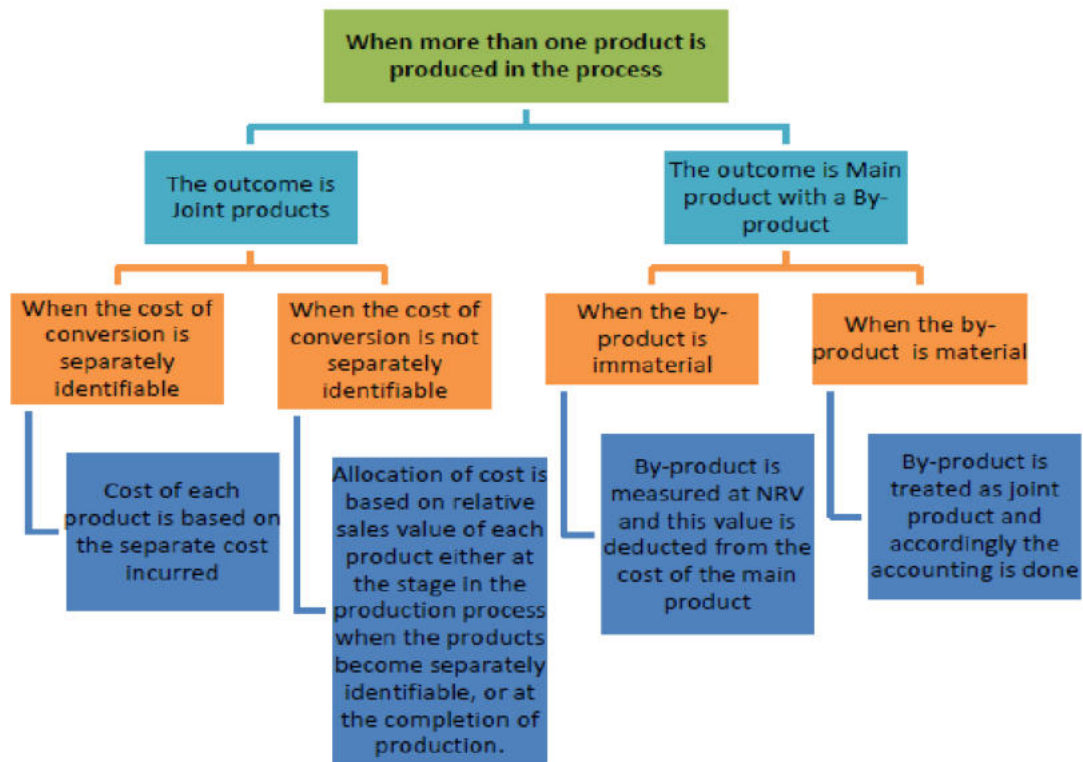 When more than one product is
produced in the process
The outcome is
Joint products
The outcome is Main
product with a By-
product
When the cost of
conversion is
separately
identifiable
When the cost of
conversion is not
separately
identifiable
When the by-
product is
immaterial
When the by-
product is material
Cost of each
product is based on
the separate cost
incurred
Allocation of cost is
based on relative
sales value of each
product either at
the stage in the
production process
when the products
become separately
identifiable, or at
the completion of
production.
By-product is
measured at NRV
and this value is
deducted from the
cost of the main
product
By-product is
treated as joint
product and
accordingly the
accounting is done